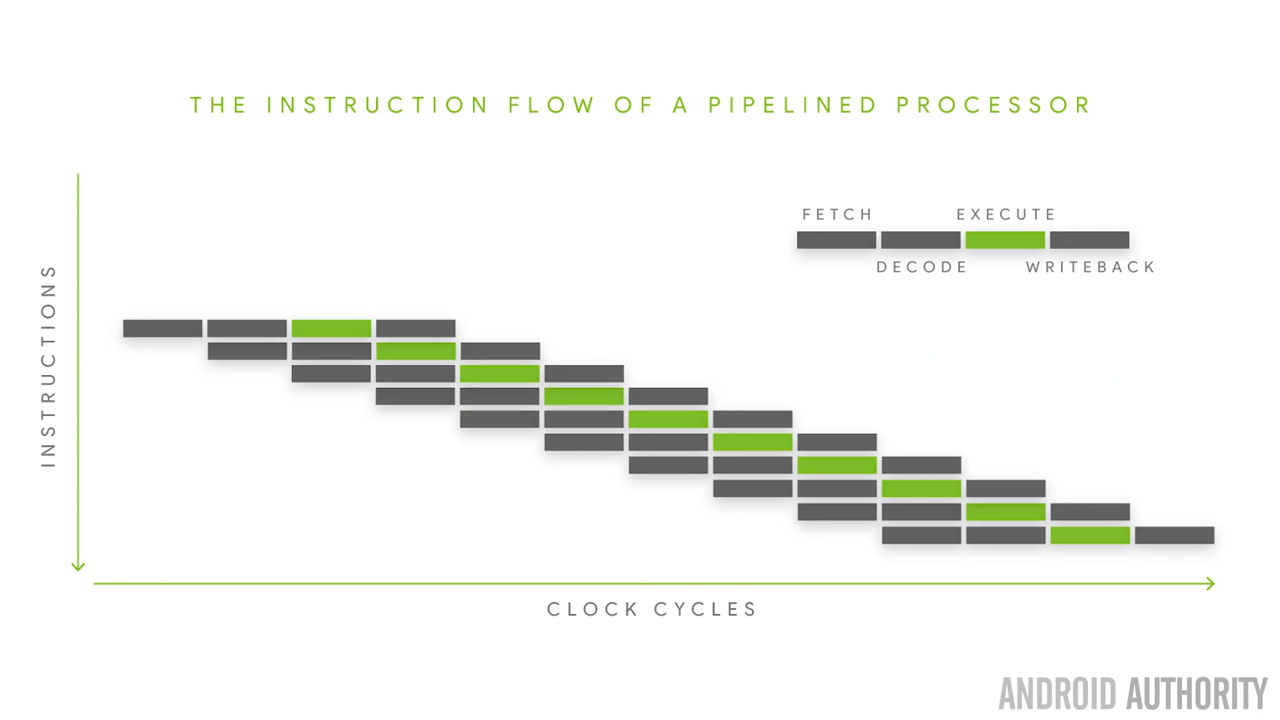 THE INSTRUCTION FLOW OF A PIPELINED PROCESSOR
FETCH
EXECUTE
DECODE
WRITEBACK
INSTRUCTIONS
CLOCK CYCLES
ANDROID AUTHORITY